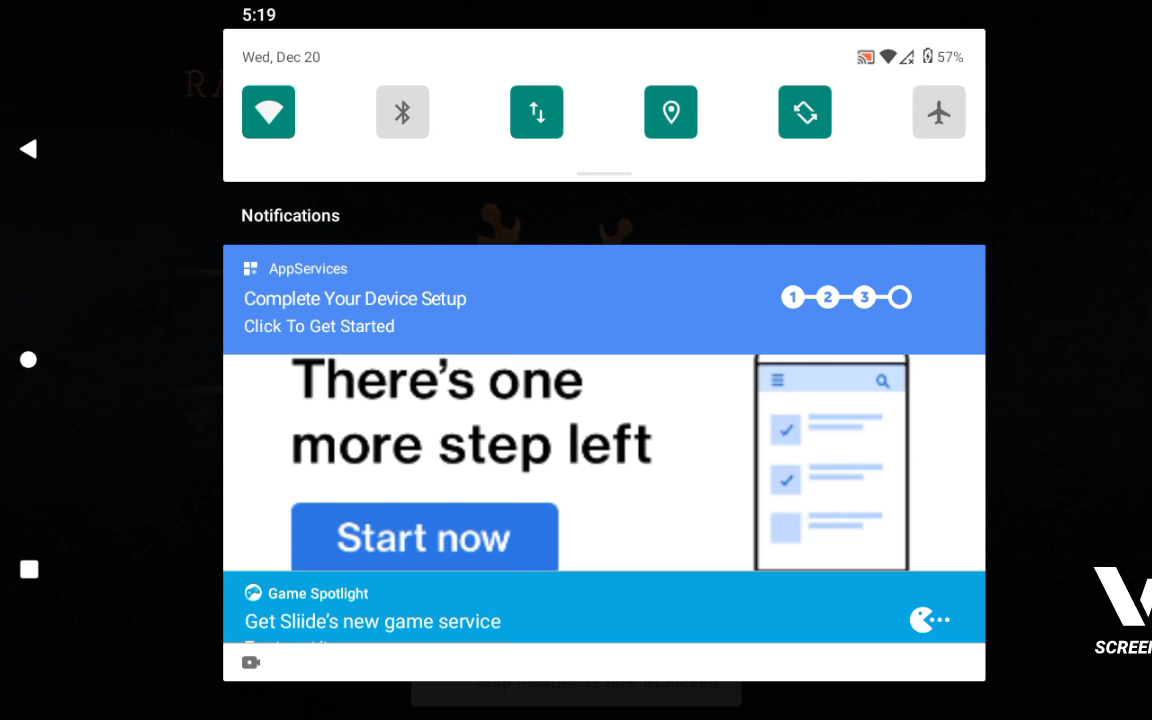 5:19
Wed, Dec 20
57%
RA
Notifications
AppServices
Complete Your Device Setup
Click To Get Started
1 2 3
There's one
more step left
Start now
Game Spotlight
Get Sliide's new game service
SCREE